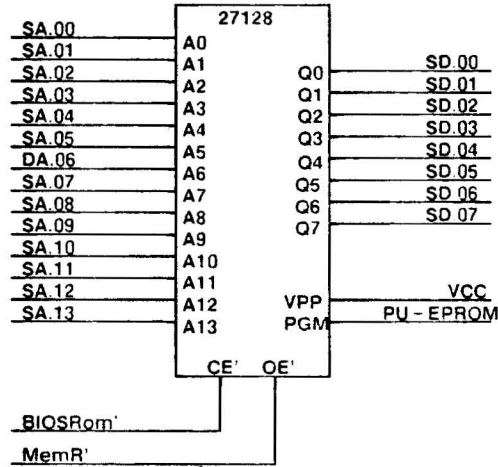 27128
SA.00
SA.01
SA.02
SA.03
SA.04
SA.05
DA.06
SA.07
SA.08
SA.09
SA.10
SA.11
SA.12
SA.13
A0
A1
A2
A3
A4
A5
A6
A7
A8
A9
A10
A11
A12
A13
Q0
Q1
Q2
Q3
Q4
Q5
Q6
Q7
VPP
PGM
SD.00
SD.01
SD.02
SD.03
SD.04
SD.05
SD.06
SD.07
VCC
PU - EPROM
CE' OE'
BIOSRom'
MemR'